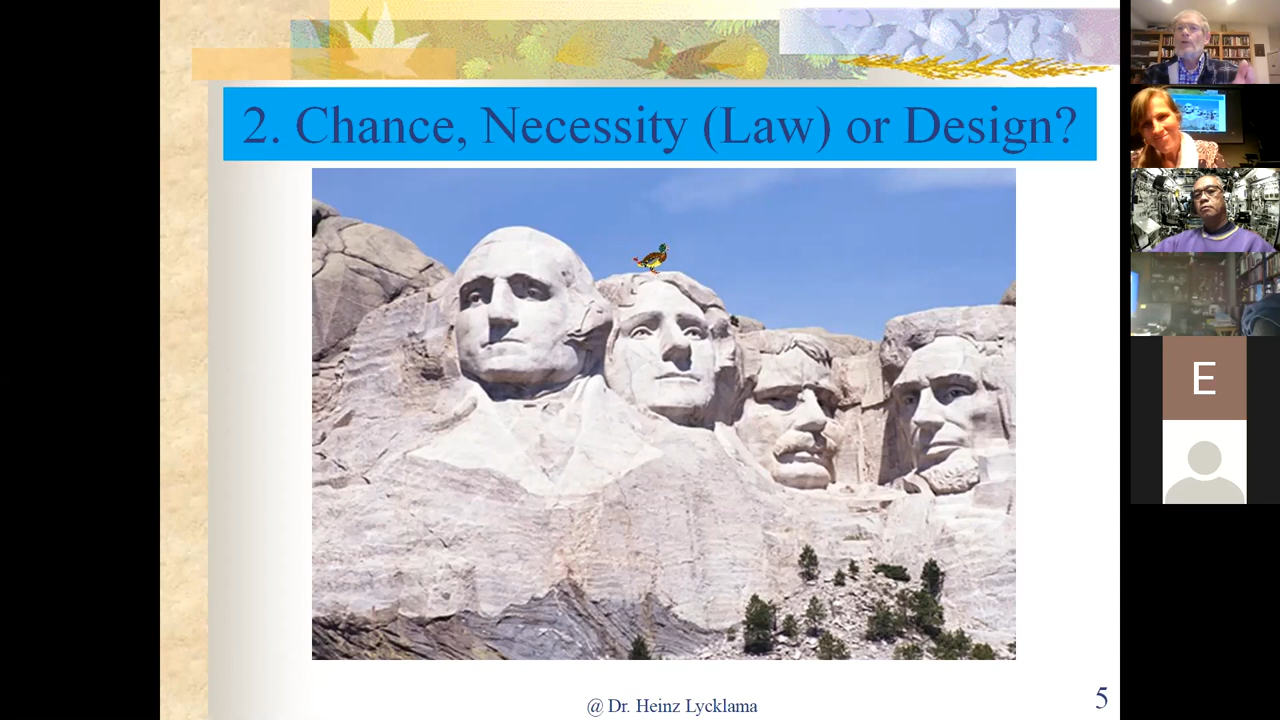 2. Chance, Necessity (Law) or Design?
@ Dr. Heinz Lycklama
5
E